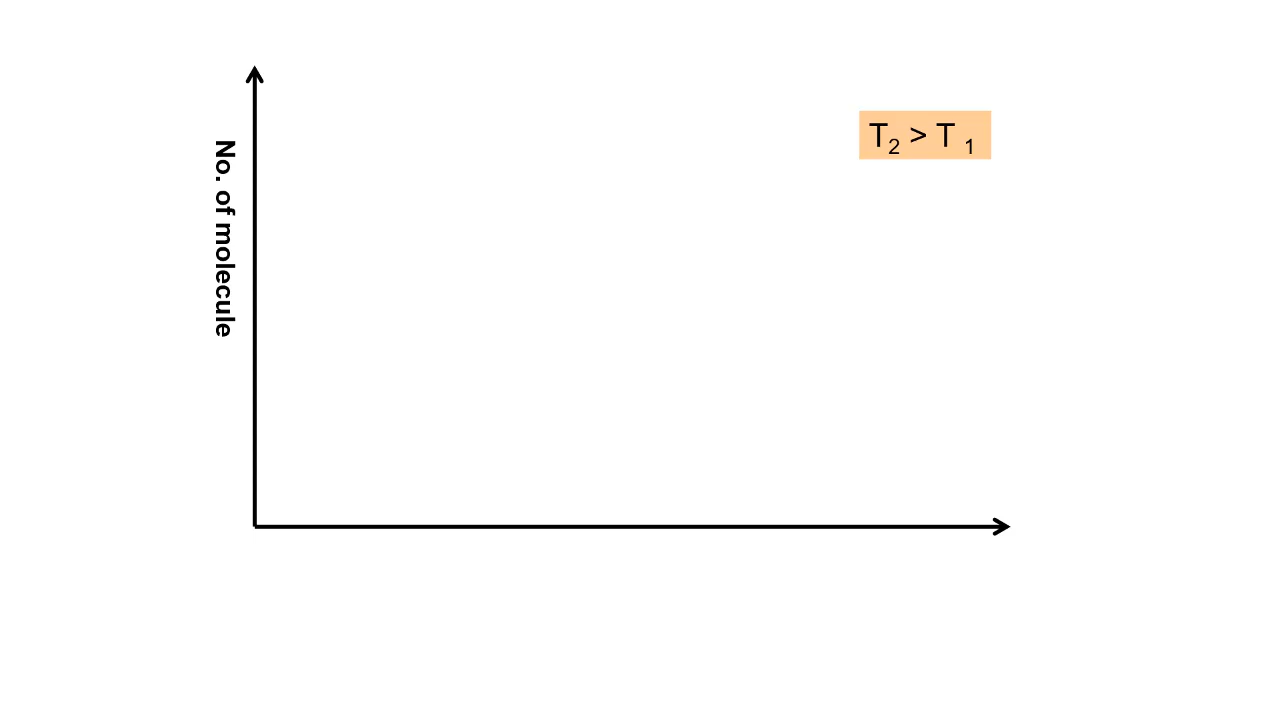 No. of molecule
T₂ > T ₁